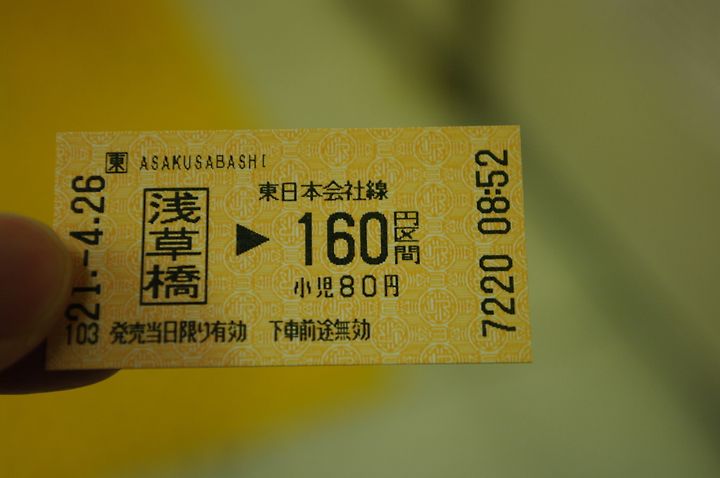 東 ASAKUSABASHI
21.-4.26
浅草橋
東日本会社線
▶ 160円区間
小児80円
7220 08:52
103 発売当日限り有効 下車前途無効